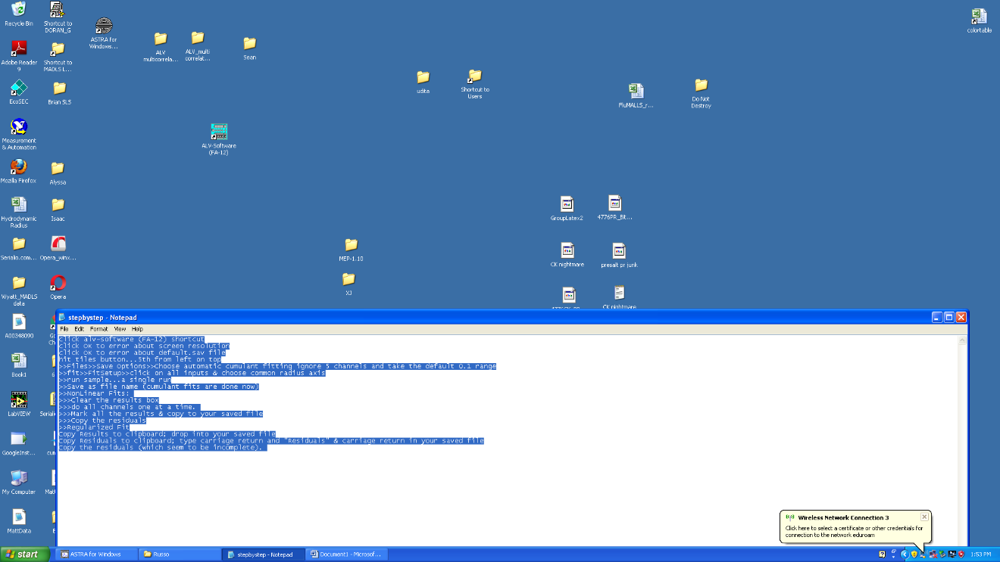 Recycle Bin
Shortcut to
DORAN_G
ASTRA for
Windows...
ALV
multicorrela...
ALV_multi
correlat...
Sean
colortable
Adobe Reader
9
Shortcut to
MADLS L...
udita
Shortcut to
Users
EcoSEC
Brian SLS
FluMALLS_r...
Do Not
Destroy
Measurement
& Automation
ALV-Software
(FA-12)
Mozilla Firefox
Alyssa
Hydrodynamic
Radius
Isaac
GroupLatex2
4776PR_Bit...
Serialio.com...
Opera_winx...
MEP-1.10
CK nightmare
presalt pr junk
Wyatt_MADLS
data
Opera
XJ
CK nightmare
stepbystep - Notepad
File Edit Format View Help
Click alv-software (FA-12) shortcut
click OK to error about screen resolution
click OK to error about default.sav file
hit tiles button...5th from left on top
>>Files>>Save Options>>Choose automatic cumulant fitting ignore 5 channels and take the default 0.1 range
>>fit>>FitSetup>>Click on all inputs & choose common radius axis
>>run sample...a single run
>>Save as file name (cumulant fits are done now)
>>NonLinear Fits:
>>>Clear the results box
>>>do all channels one at a time.
>>>Mark all the results & copy to your saved file
>>>Copy the residuals
>>Regularized Fit
Copy Results to clipboard; drop into your saved file
Copy Residuals to clipboard; type carriage return and "Residuals" & carriage return in your saved file
Copy the residuals (which seem to be incomplete).
A00348090
Book1
LabVIEW
Serial
GoogleInst...
My Computer
MattData
Wireless Network Connection 3
Click here to select a certificate or other credentials for
connection to the network eduroam
start
ASTRA for Windows
Russo
stepbystep - Notepad
Document1 - Microsof...
1:53 PM